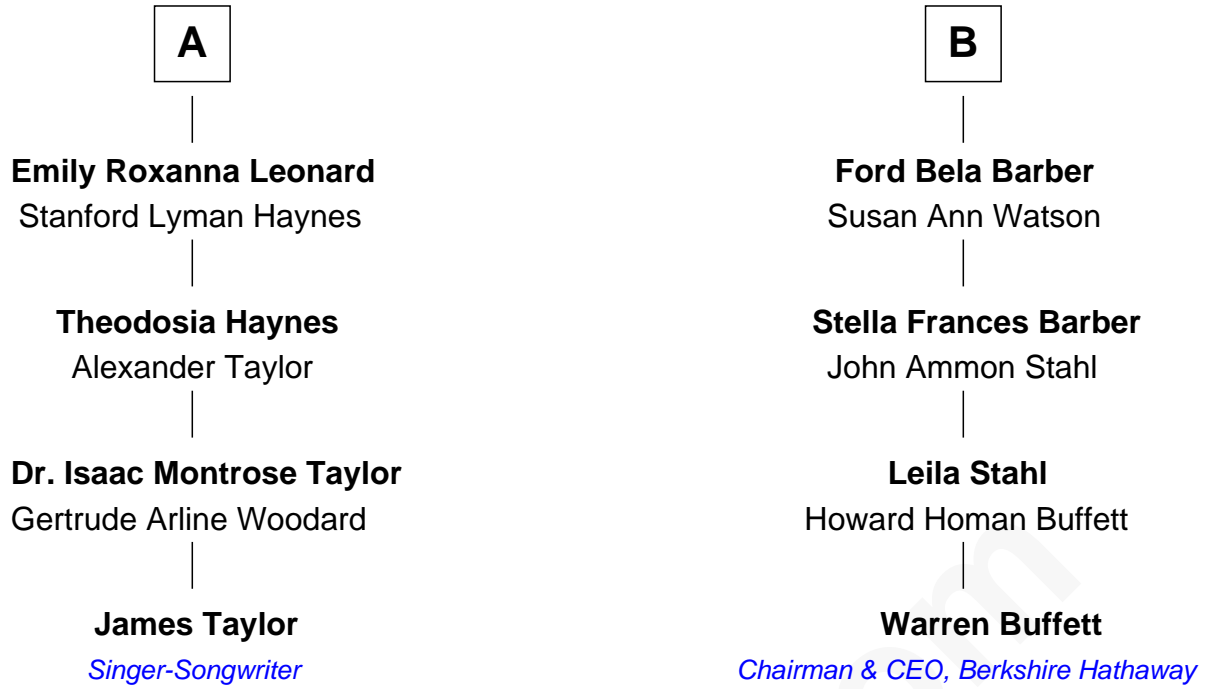 A
Emily Roxanna Leonard
Stanford Lyman Haynes
Theodosia Haynes
Alexander Taylor
Dr. Isaac Montrose Taylor
Gertrude Arline Woodard
James Taylor
Singer-Songwriter
B
Ford Bela Barber
Susan Ann Watson
Stella Frances Barber
John Ammon Stahl
Leila Stahl
Howard Homan Buffett
Warren Buffett
Chairman & CEO, Berkshire Hathaway